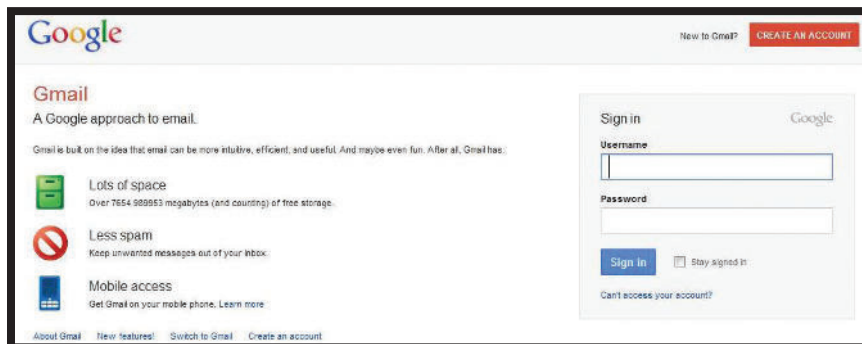 Google
New to Gmail? CREATE AN ACCOUNT
Gmail
A Google approach to email.
Gmail is built on the idea that email can be more intuitive, efficient, and useful. And maybe even fun. After all, Gmail has:
Lots of space
Over 7654.989953 megabytes (and counting) of free storage.
Less spam
Keep unwanted messages out of your inbox.
Mobile access
Get Gmail on your mobile phone. Learn more
About Gmail New features! Switch to Gmail Create an account
Sign in Google
Username
Password
Sign in Stay signed in
Can't access your account?